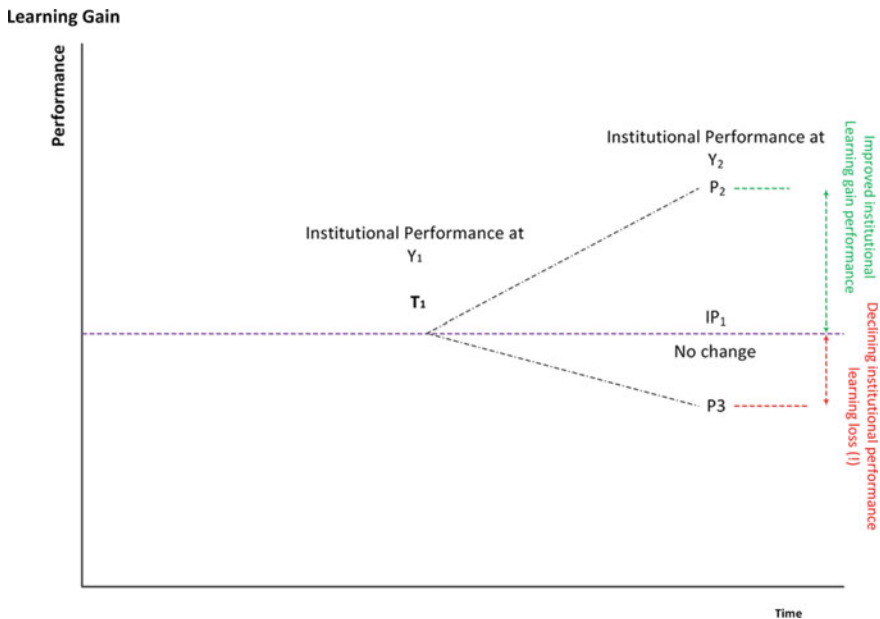 Learning Gain
Performance
Institutional Performance at
Y₂
P₂
Institutional Performance at
Y₁
T₁
IP₁
No change
P3
Improved institutional
Learning gain performance
Declining institutional performance
learning loss (!)
Time